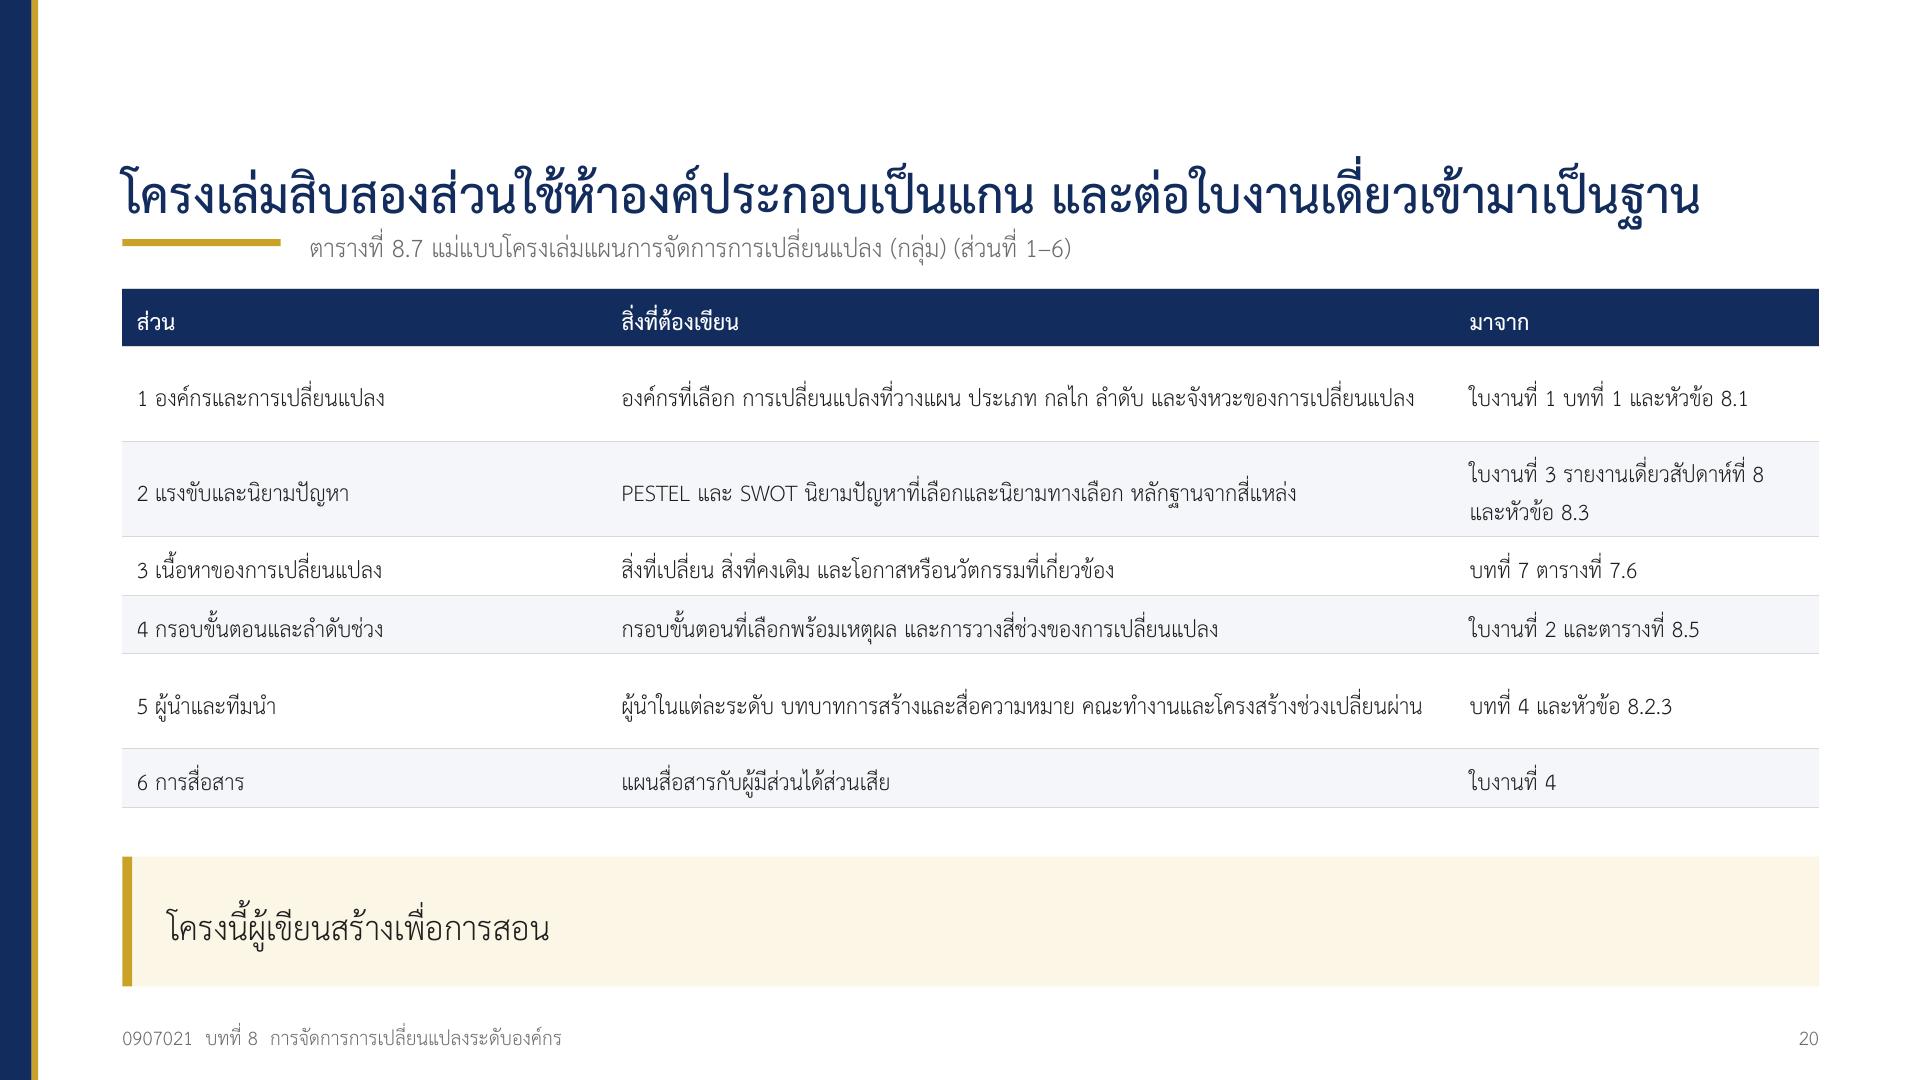 โครงเล่มสิบสองส่วนใช้ห้าองค์ประกอบเป็นแกน และต่อใบงานเดี่ยวเข้ามาเป็นฐาน
ตารางที่ 8.7 แม่แบบโครงเล่มแผนการจัดการการเปลี่ยนแปลง (กลุ่ม) (ส่วนที่ 1–6)
ส่วน สิ่งที่ต้องเขียน มาจาก
1 องค์กรและการเปลี่ยนแปลง องค์กรที่เลือก การเปลี่ยนแปลงที่วางแผน ประเภท กลไก ลำดับ และจังหวะของการเปลี่ยนแปลง ใบงานที่ 1 บทที่ 1 และหัวข้อ 8.1
2 แรงขับและนิยามปัญหา PESTEL และ SWOT นิยามปัญหาที่เลือกและนิยามทางเลือก หลักฐานจากสี่แหล่ง ใบงานที่ 3 รายงานเดี่ยวสัปดาห์ที่ 8
และหัวข้อ 8.3
3 เนื้อหาของการเปลี่ยนแปลง สิ่งที่เปลี่ยน สิ่งที่คงเดิม และโอกาสหรือนวัตกรรมที่เกี่ยวข้อง บทที่ 7 ตารางที่ 7.6
4 กรอบขั้นตอนและลำดับช่วง กรอบขั้นตอนที่เลือกพร้อมเหตุผล และการวางสี่ช่วงของการเปลี่ยนแปลง ใบงานที่ 2 และตารางที่ 8.5
5 ผู้นำและทีมนำ ผู้นำในแต่ละระดับ บทบาทการสร้างและสื่อความหมาย คณะทำงานและโครงสร้างช่วงเปลี่ยนผ่าน บทที่ 4 และหัวข้อ 8.2.3
6 การสื่อสาร แผนสื่อสารกับผู้มีส่วนได้ส่วนเสีย ใบงานที่ 4
โครงนี้ผู้เขียนสร้างเพื่อการสอน
0907021 บทที่ 8 การจัดการการเปลี่ยนแปลงระดับองค์กร 20